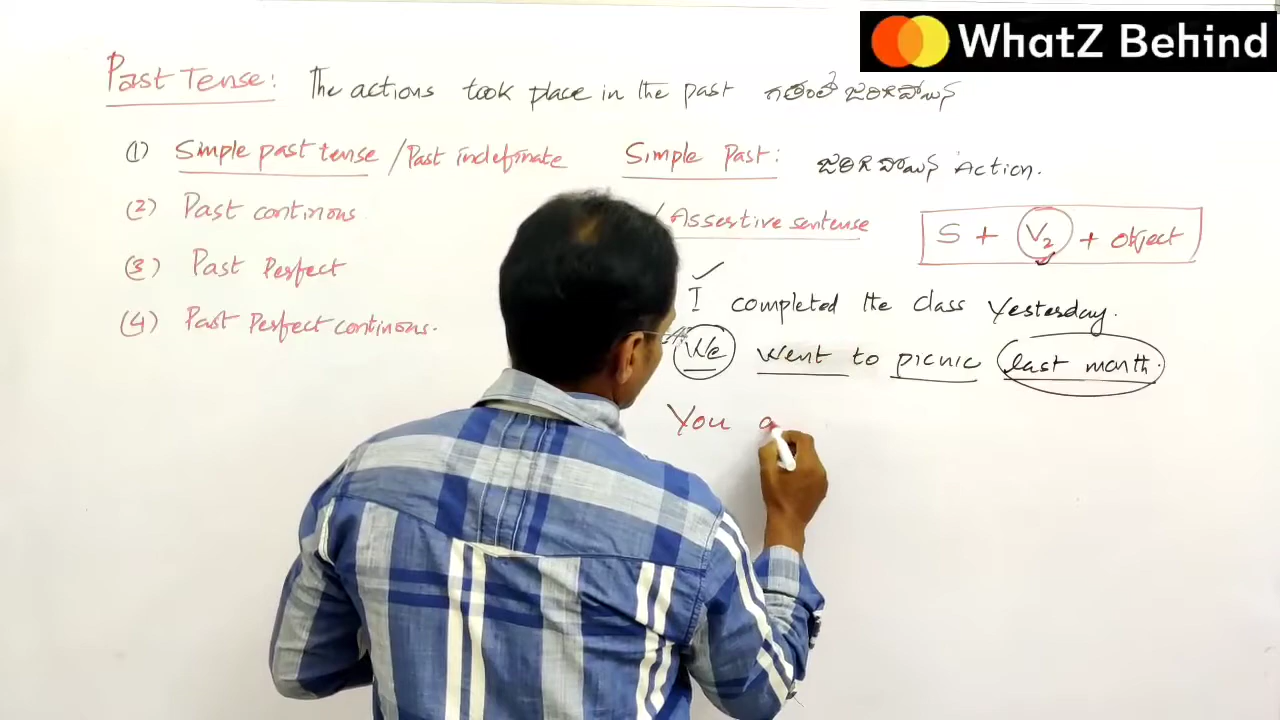 WhatZ Behind
Past Tense: The actions took place in the past గతంలో జరిగిపోయిన
(1) Simple past tense / Past indefinate
(2) Past continous
(3) Past Perfect
(4) Past Perfect continous.
Simple Past: జరిగిపోయిన Action.
/ Assestive sentence
S + V2 + object
✓
I completed the class Yesterday.
We went to picnic last month.
You a